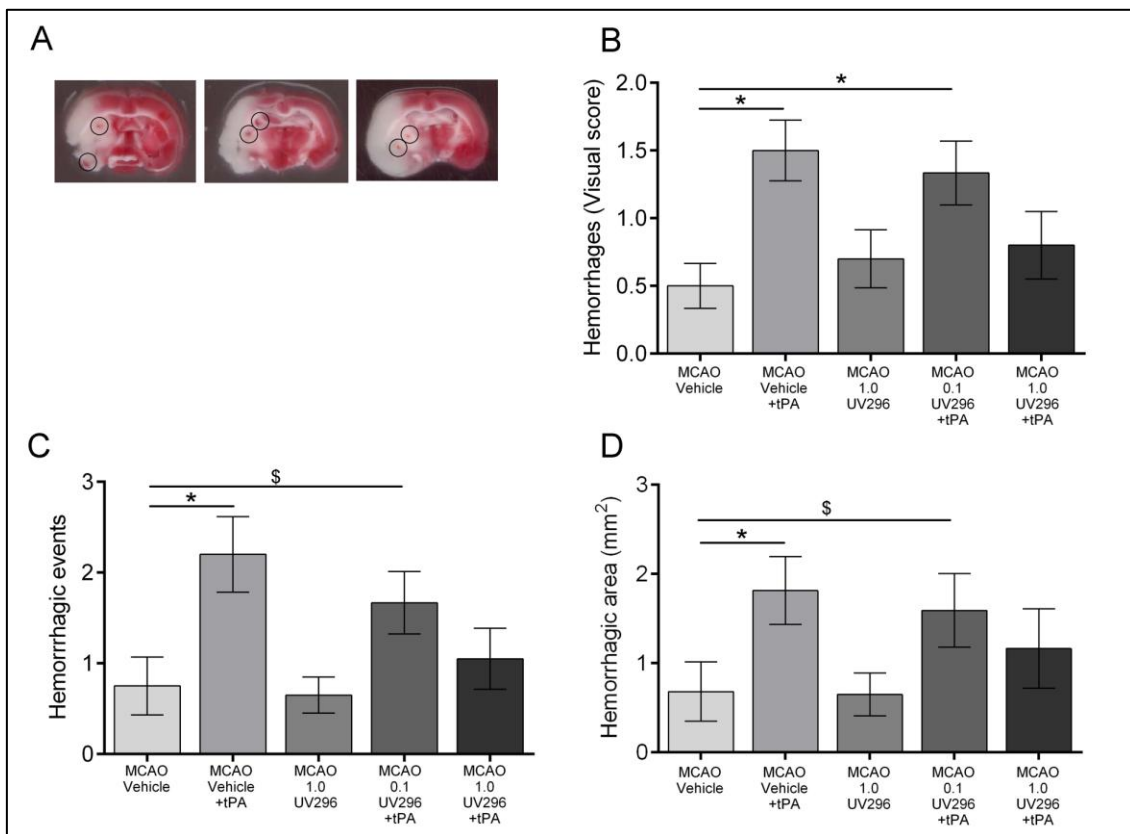 A
B
Hemorrhages (Visual score)
2.0
1.5
1.0
0.5
0.0
*
*
MCAO
Vehicle
MCAO
Vehicle
+tPA
MCAO
1.0
UV296
MCAO
0.1
UV296
+tPA
MCAO
1.0
UV296
+tPA
C
Hemorrrhagic events
3
2
1
0
$
*
MCAO
Vehicle
MCAO
Vehicle
+tPA
MCAO
1.0
UV296
MCAO
0.1
UV296
+tPA
MCAO
1.0
UV296
+tPA
D
Hemorrhagic area (mm²)
3
2
1
0
$
*
MCAO
Vehicle
MCAO
Vehicle
+tPA
MCAO
1.0
UV296
MCAO
0.1
UV296
+tPA
MCAO
1.0
UV296
+tPA